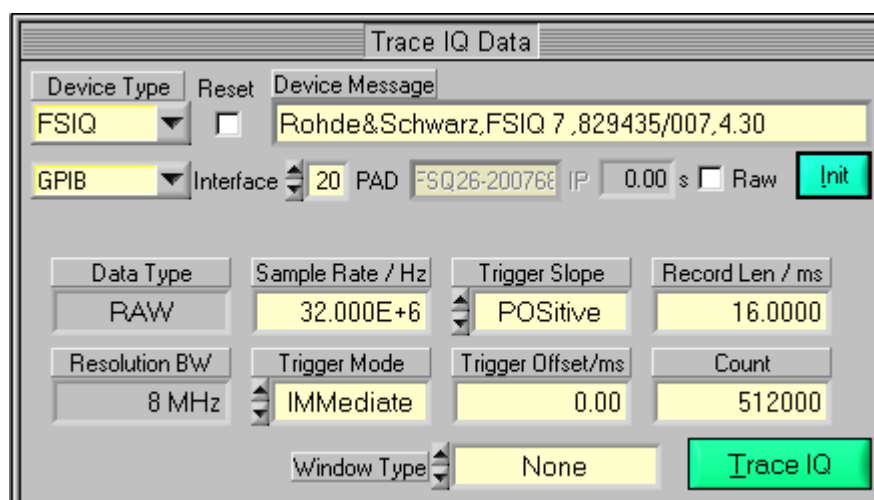 Trace IQ Data
Device Type Reset Device Message
FSIQ Rohde&Schwarz,FSIQ 7 ,829435/007,4.30
GPIB Interface 20 PAD FSQ26-200768 IP 0.00 s Raw Init
Data Type Sample Rate / Hz Trigger Slope Record Len / ms
RAW 32.000E+6 POSitive 16.0000
Resolution BW Trigger Mode Trigger Offset/ms Count
8 MHz IMMediate 0.00 512000
Window Type None Trace IQ